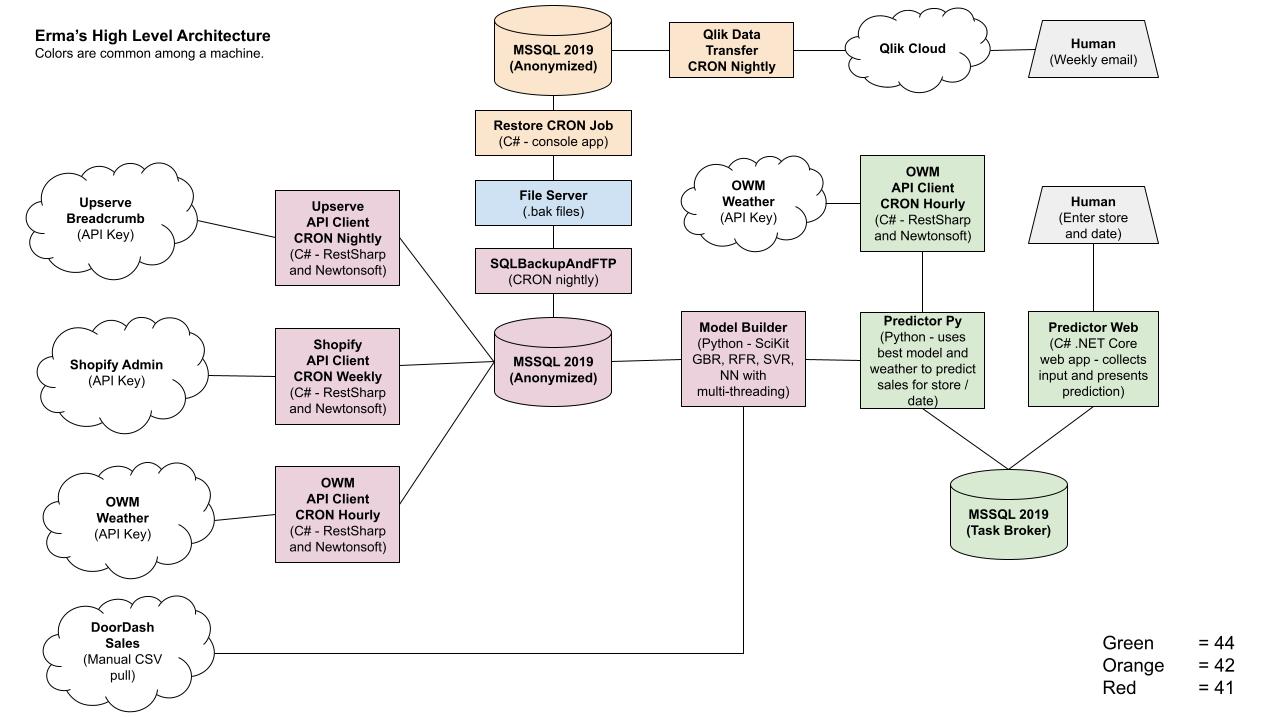 Erma's High Level Architecture
Colors are common among a machine.
MSSQL 2019
(Anonymized)
Qlik Data
Transfer
CRON Nightly
Qlik Cloud
Human
(Weekly email)
Restore CRON Job
(C# - console app)
File Server
(.bak files)
SQLBackupAndFTP
(CRON nightly)
Upserve
Breadcrumb
(API Key)
Upserve
API Client
CRON Nightly
(C# - RestSharp
and Newtonsoft)
OWM
Weather
(API Key)
OWM
API Client
CRON Hourly
(C# - RestSharp
and Newtonsoft)
Human
(Enter store
and date)
Shopify Admin
(API Key)
Shopify
API Client
CRON Weekly
(C# - RestSharp
and Newtonsoft)
MSSQL 2019
(Anonymized)
Model Builder
(Python - SciKit
GBR, RFR, SVR,
NN with
multi-threading)
Predictor Py
(Python - uses
best model and
weather to predict
sales for store /
date)
Predictor Web
(C# .NET Core
web app - collects
input and presents
prediction)
OWM
Weather
(API Key)
OWM
API Client
CRON Hourly
(C# - RestSharp
and Newtonsoft)
MSSQL 2019
(Task Broker)
DoorDash
Sales
(Manual CSV
pull)
Green = 44
Orange = 42
Red = 41